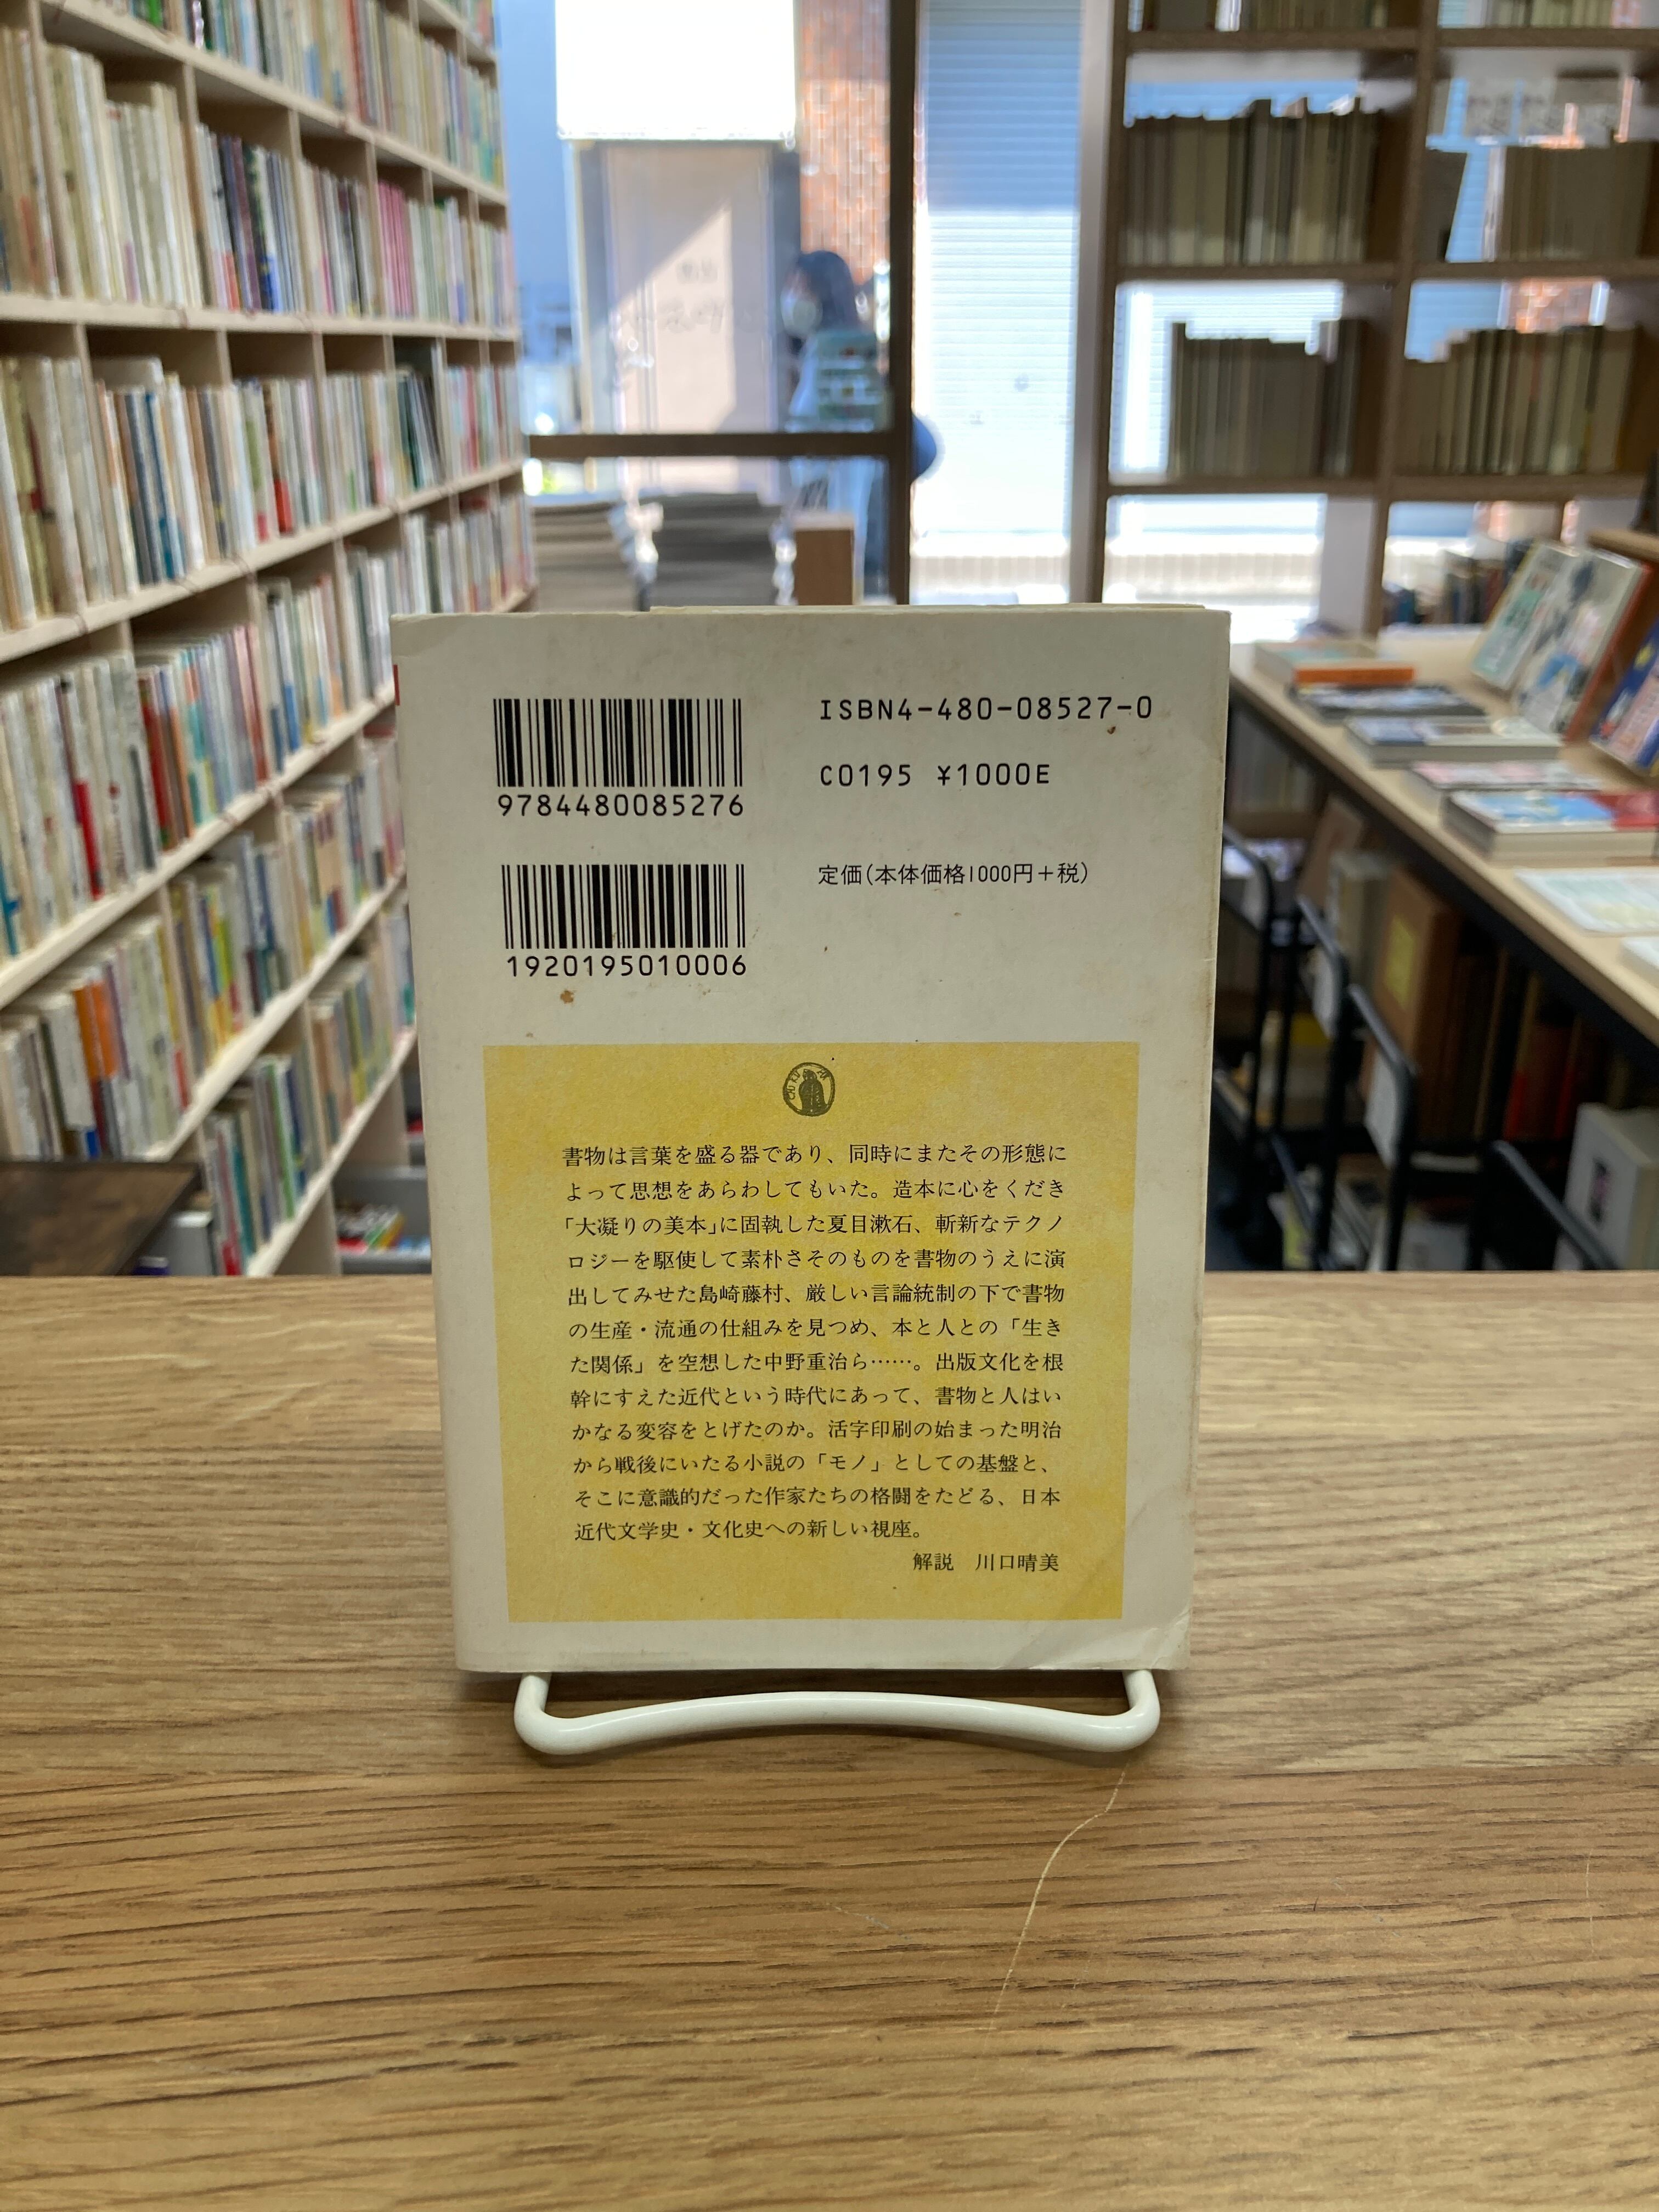 ISBN4-480-08527-0
C0195 ¥1000E
9784480085276
定価(本体価格1000円+税)
1920195010006
書物は言葉を盛る器であり、同時にまたその形態に
よって思想をあらわしてもいた。造本に心をくだき
「大凝りの美本」に固執した夏目漱石、斬新なテクノ
ロジーを駆使して素朴さそのものを書物のうえに演
出してみせた島崎藤村、厳しい言論統制の下で書物
の生産・流通の仕組みを見つめ、本と人との「生き
た関係」を空想した中野重治ら……。出版文化を根
幹にすえた近代という時代にあって、書物と人はい
かなる変容をとげたのか。活字印刷の始まった明治
から戦後にいたる小説の「モノ」としての基盤と、
そこに意識的だった作家たちの格闘をたどる、日本
近代文学史・文化史への新しい視座。
解説 川口晴美